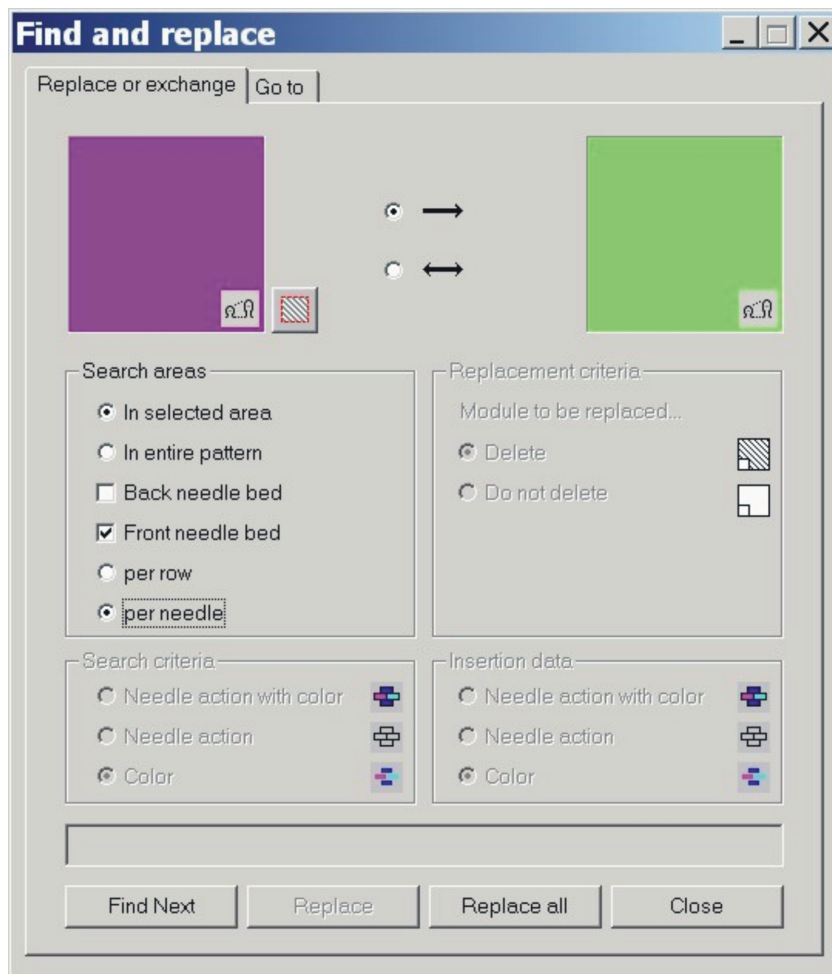 Find and replace
Replace or exchange
Go to
Search areas
In selected area
In entire pattern
Back needle bed
Front needle bed
per row
per needle
Replacement criteria
Module to be replaced...
Delete
Do not delete
Search criteria
Needle action with color
Needle action
Color
Insertion data
Needle action with color
Needle action
Color
Find Next
Replace
Replace all
Close